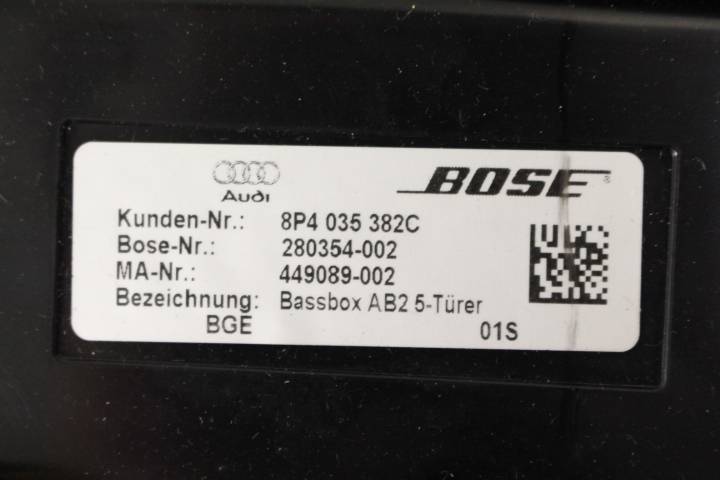 Audi
BOSE®
Kunden-Nr.: 8P4 035 382C
Bose-Nr.: 280354-002
MA-Nr.: 449089-002
Bezeichnung: Bassbox AB2 5-Türer
BGE 01S